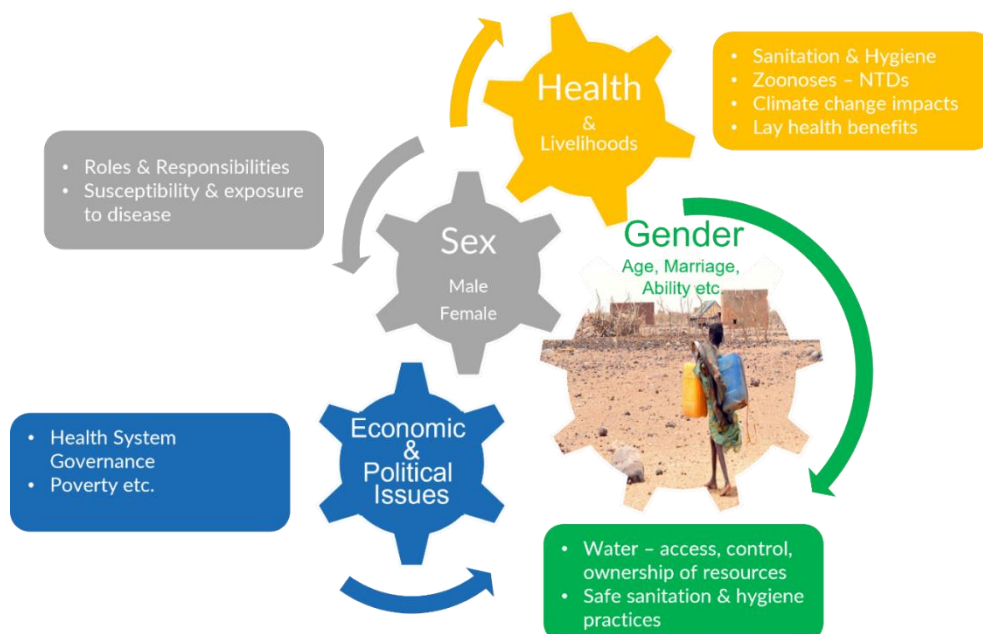 Health
&
Livelihoods
• Sanitation & Hygiene
• Zoonoses – NTDs
• Climate change impacts
• Lay health benefits
• Roles & Responsibilities
• Susceptibility & exposure
to disease
Sex
Male
Female
Gender
Age, Marriage,
Ability etc.
Economic
&
Political
Issues
• Health System
Governance
• Poverty etc.
• Water – access, control,
ownership of resources
• Safe sanitation & hygiene
practices